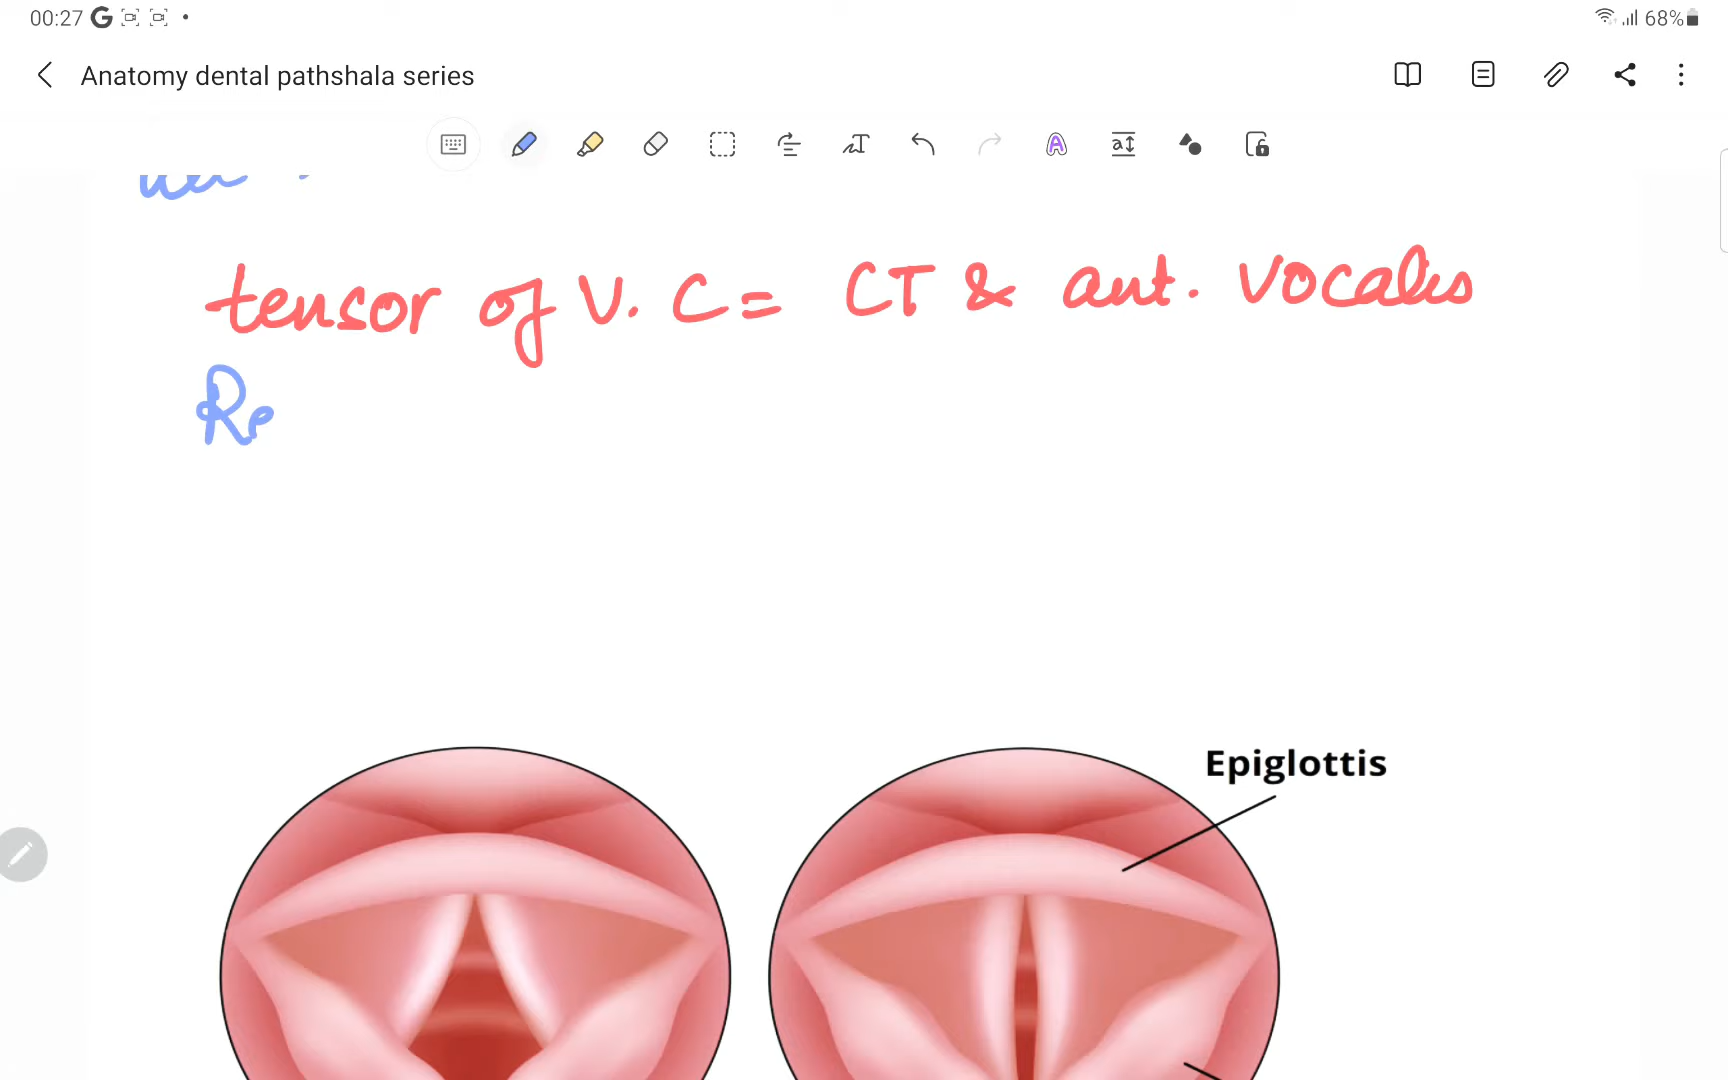 00:27 G 68%
Anatomy dental pathshala series
tensor of V. C = CT & ant. vocalis
Re
Epiglottis